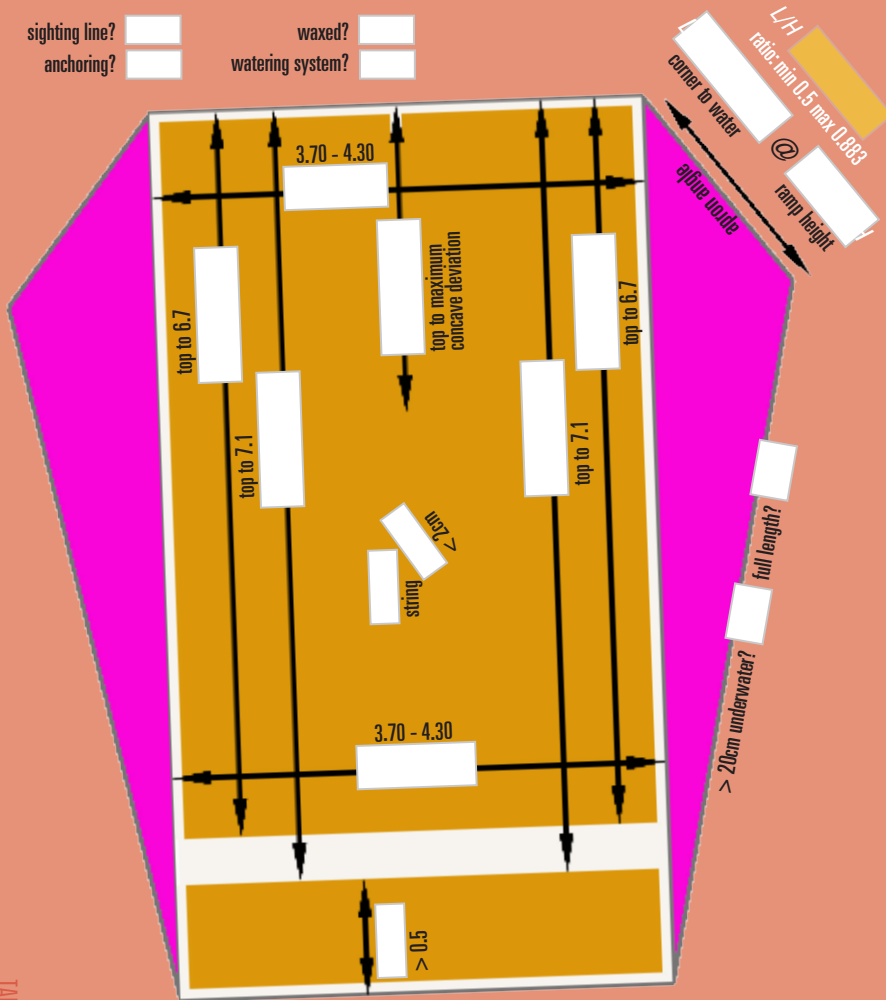 sighting line?
waxed?
anchoring?
watering system?
L/H
ratio: min 0.5 max 0.883
corner to water
@
ramp height
apron angle
3.70 - 4.30
top to maximum
concave deviation
top to 6.7
top to 6.7
top to 7.1
top to 7.1
< 2cm
string
full length?
3.70 - 4.30
> 20cm underwater?
> 0.5